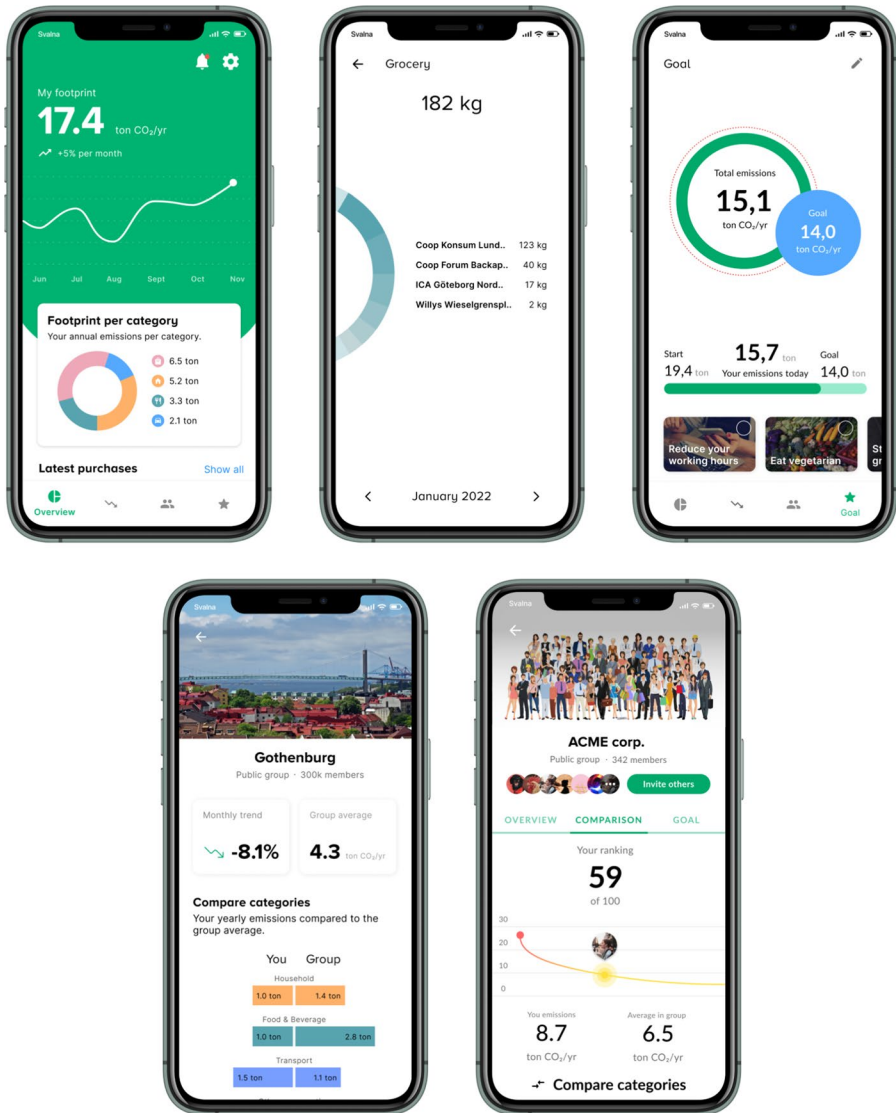 Svalna
My footprint
17.4 ton CO₂/yr
+5% per month
Jun Jul Aug Sept Oct Nov
Footprint per category
Your annual emissions per category.
6.5 ton
5.2 ton
3.3 ton
2.1 ton
Latest purchases Show all
Overview
Svalna
Grocery
182 kg
Coop Konsum Lund.. 123 kg
Coop Forum Backap.. 40 kg
ICA Göteborg Nord.. 17 kg
Willys Wieselgrenspl.. 2 kg
January 2022
Svalna
Goal
Total emissions
15,1
ton CO₂/yr
Goal
14,0
ton CO₂/yr
Start 15,7 ton Goal
19,4 ton Your emissions today 14,0 ton
Reduce your
working hours
Eat vegetarian
St
gr
Goal
Svalna
Gothenburg
Public group · 300k members
Monthly trend
-8.1%
Group average
4.3 ton CO₂/yr
Compare categories
Your yearly emissions compared to the
group average.
You Group
Household
1.0 ton 1.4 ton
Food & Beverage
1.0 ton 2.8 ton
Transport
1.5 ton 1.1 ton
Svalna
ACME corp.
Public group · 342 members
Invite others
OVERVIEW COMPARISON GOAL
Your ranking
59
of 100
30
20
10
0
You emissions Average in group
8.7 6.5
ton CO₂/yr ton CO₂/yr
Compare categories